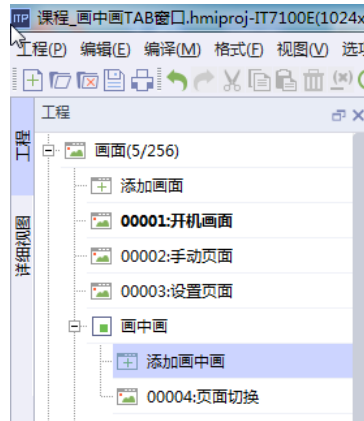 ITP 课程_画中画TAB窗口.hmiproj-IT7100E(1024x
工程(P) 编辑(E) 编译(M) 格式(F) 视图(V)
工程
工程
详细视图
画面(5/256)
添加画面
00001:开机画面
00002:手动页面
00003:设置页面
画中画
添加画中画
00004:页面切换